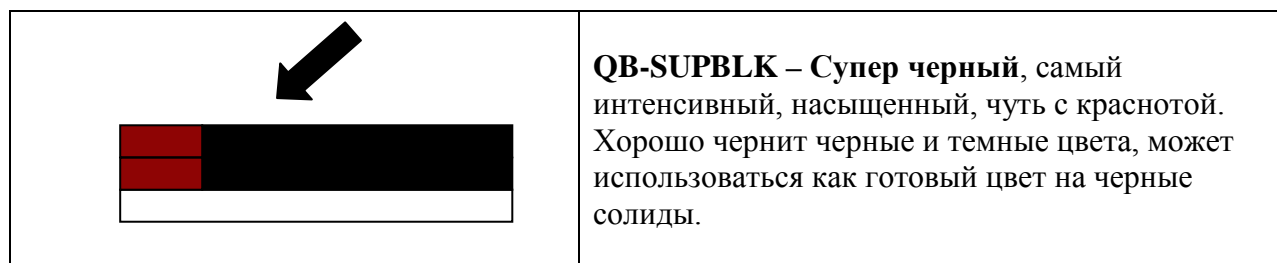 QB-SUPBLK – Супер черный, самый
интенсивный, насыщенный, чуть с краснотой.
Хорошо чернит черные и темные цвета, может
использоваться как готовый цвет на черные
солиды.